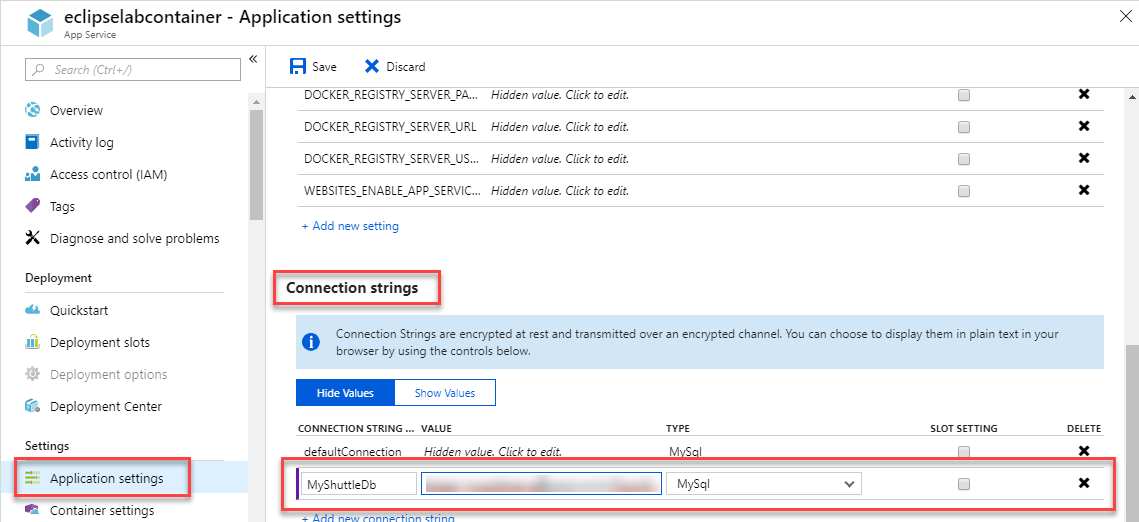 eclipselabcontainer - Application settings
App Service
Search (Ctrl+/)
Overview
Activity log
Access control (IAM)
Tags
Diagnose and solve problems
Deployment
Quickstart
Deployment slots
Deployment options
Deployment Center
Settings
Application settings
Container settings
Save Discard
DOCKER_REGISTRY_SERVER_PA... Hidden value. Click to edit.
DOCKER_REGISTRY_SERVER_URL Hidden value. Click to edit.
DOCKER_REGISTRY_SERVER_US... Hidden value. Click to edit.
WEBSITES_ENABLE_APP_SERVIC... Hidden value. Click to edit.
+ Add new setting
Connection strings
Connection Strings are encrypted at rest and transmitted over an encrypted channel. You can choose to display them in plain text in your
browser by using the controls below.
Hide Values Show Values
CONNECTION STRING ... VALUE TYPE SLOT SETTING DELETE
defaultConnection Hidden value. Click to edit. MySql
MyShuttleDb MySql
+ Add new connection string